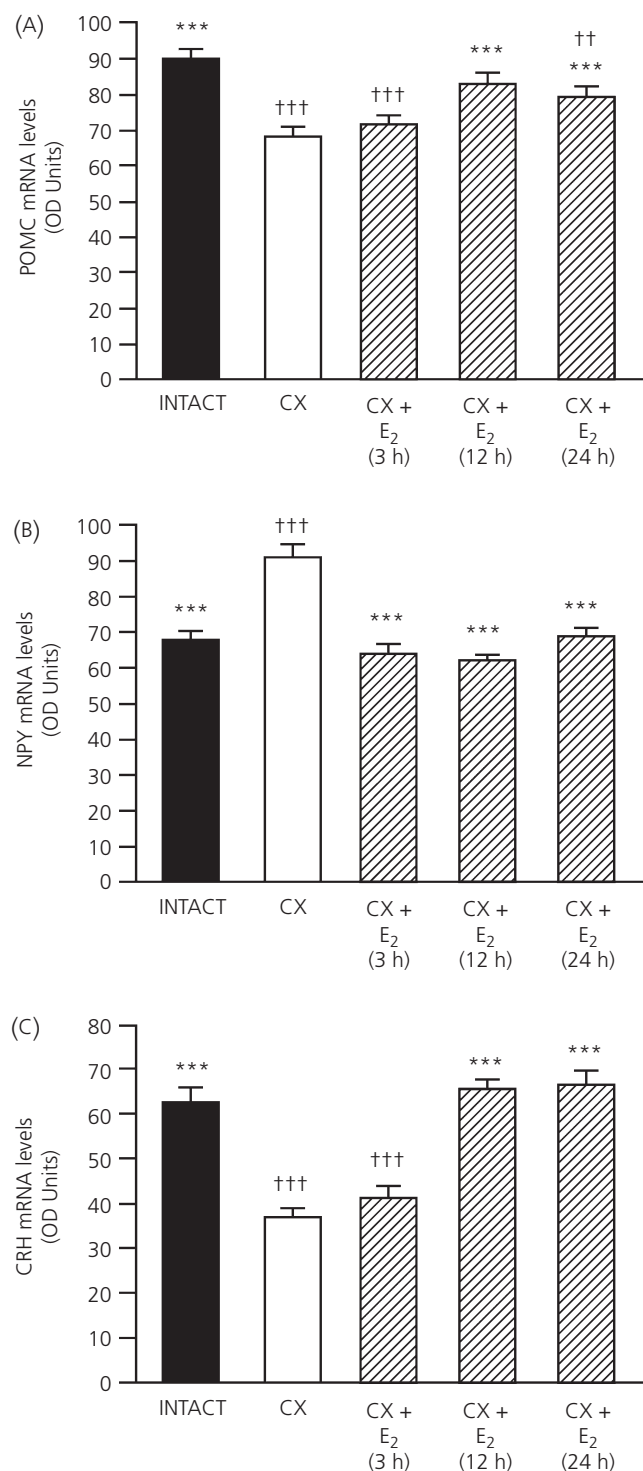 (A)
POMC mRNA levels
(OD Units)
100
90
80
70
60
50
40
30
20
10
0
***
†††
†††
***
††
***
INTACT
CX
CX +
E₂
(3 h)
CX +
E₂
(12 h)
CX +
E₂
(24 h)
(B)
NPY mRNA levels
(OD Units)
100
90
80
70
60
50
40
30
20
10
0
***
†††
***
***
***
INTACT
CX
CX +
E₂
(3 h)
CX +
E₂
(12 h)
CX +
E₂
(24 h)
(C)
CRH mRNA levels
(OD Units)
80
70
60
50
40
30
20
10
0
***
†††
†††
***
***
INTACT
CX
CX +
E₂
(3 h)
CX +
E₂
(12 h)
CX +
E₂
(24 h)